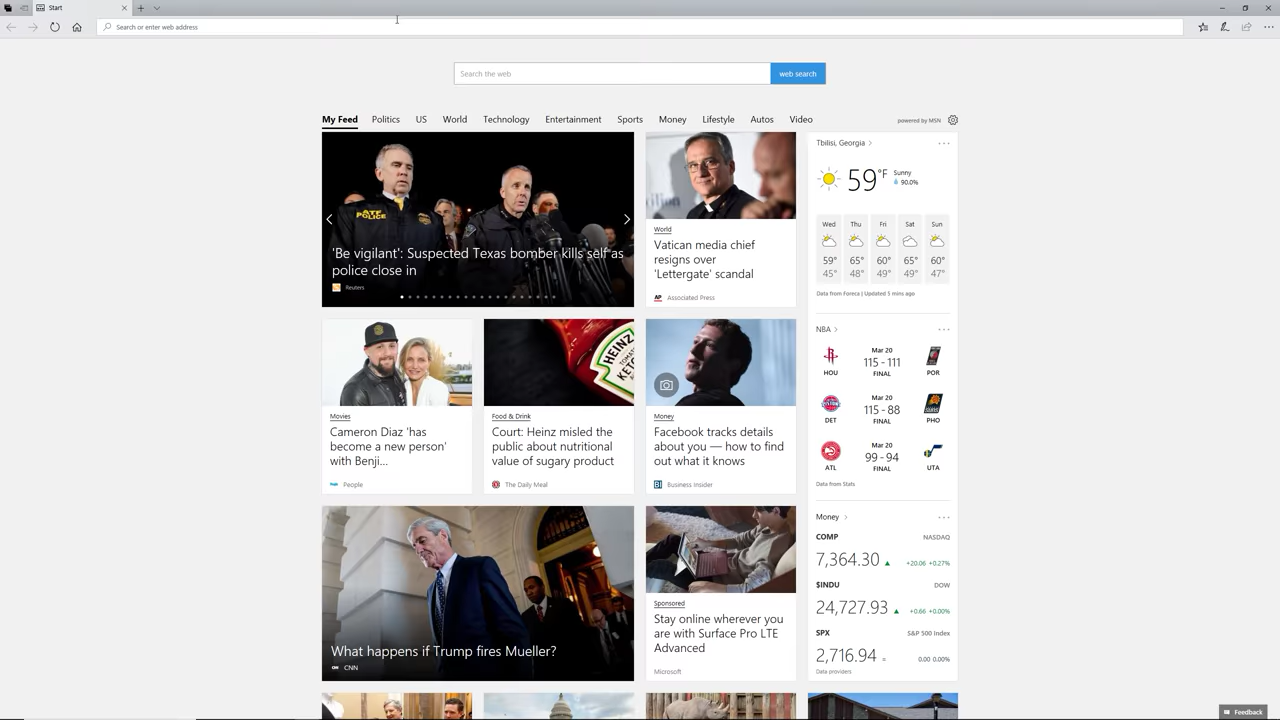 Start
Search or enter web address
Search the web
web search
My Feed Politics US World Technology Entertainment Sports Money Lifestyle Autos Video
powered by MSN
STATE
POLICE
'Be vigilant': Suspected Texas bomber kills self as
police close in
Reuters
World
Vatican media chief
resigns over
'Lettergate' scandal
AP Associated Press
Movies
Cameron Diaz 'has
become a new person'
with Benji...
People
HEINZ
TOMATO
KETCHUP
Food & Drink
Court: Heinz misled the
public about nutritional
value of sugary product
The Daily Meal
Money
Facebook tracks details
about you — how to find
out what it knows
Business Insider
What happens if Trump fires Mueller?
CNN
Sponsored
Stay online wherever you
are with Surface Pro LTE
Advanced
Microsoft
Tbilisi, Georgia
59°F
Sunny
90.0%
Wed Thu Fri Sat Sun
59° 65° 60° 65° 60°
45° 48° 49° 49° 47°
Data from Foreca | Updated 5 mins ago
NBA
Mar 20
115 - 111
HOU FINAL POR
Mar 20
115 - 88
DET FINAL PHO
Mar 20
99 - 94
ATL FINAL UTA
Data from Stats
Money
COMP NASDAQ
7,364.30 +20.06 +0.27%
$INDU DOW
24,727.93 +0.66 +0.00%
SPX S&P 500 Index
2,716.94 0.00 0.00%
Data providers
Feedback